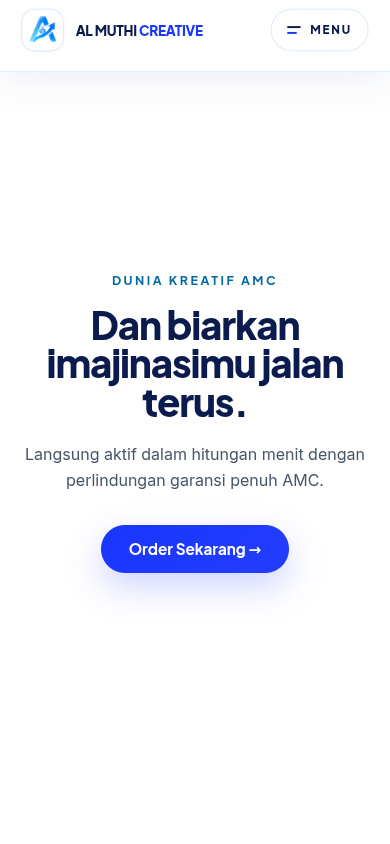 AL MUTHI CREATIVE
MENU
DUNIA KREATIF AMC
Dan biarkan
imajinasimu jalan
terus.
Langsung aktif dalam hitungan menit dengan
perlindungan garansi penuh AMC.
Order Sekarang →